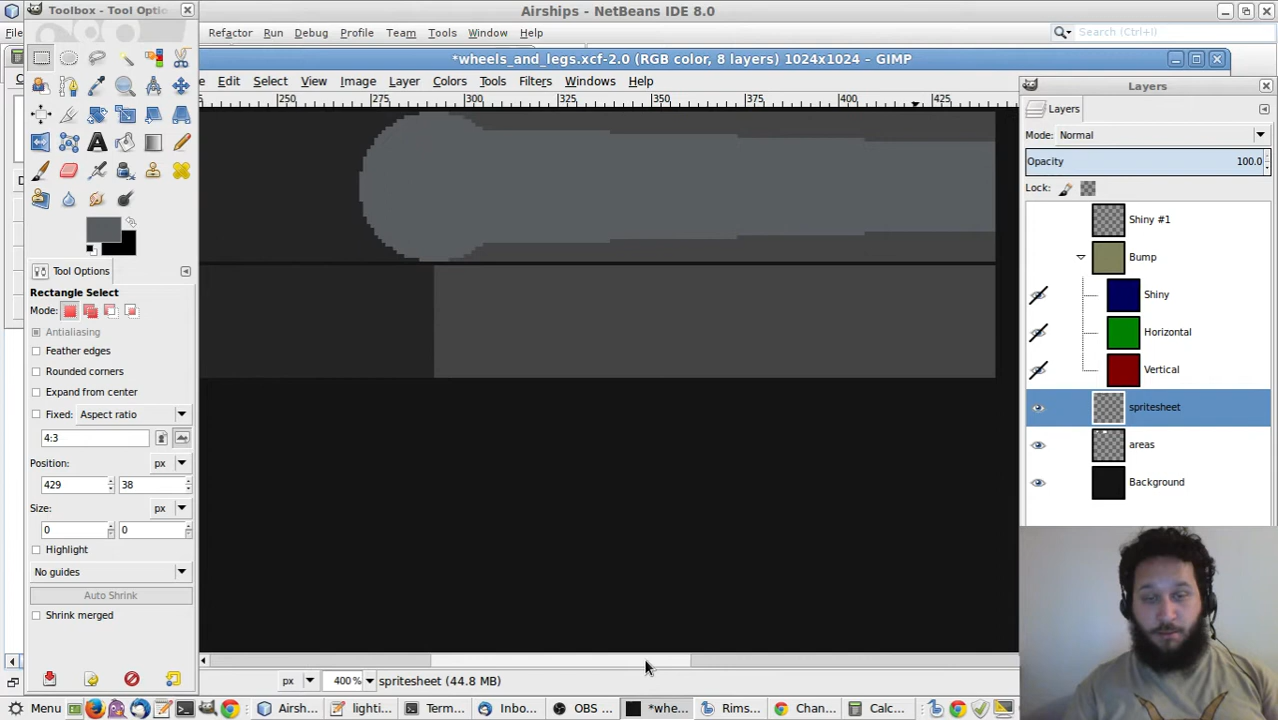 Toolbox - Tool Optio
Airships - NetBeans IDE 8.0
File
Refactor Run Debug Profile Team Tools Window Help
Search (Ctrl+I)
*wheels_and_legs.xcf-2.0 (RGB color, 8 layers) 1024x1024 – GIMP
Edit Select View Image Layer Colors Tools Filters Windows Help
250 275 300 325 350 375 400 425
Layers
Layers
Mode: Normal
Opacity 100.0
Lock:
Shiny #1
Bump
Shiny
Horizontal
Vertical
spritesheet
areas
Background
Tool Options
Rectangle Select
Mode:
Antialiasing
Feather edges
Rounded corners
Expand from center
Fixed: Aspect ratio
4:3
Position: px
429 38
Size: px
0 0
Highlight
No guides
Auto Shrink
Shrink merged
px 400% spritesheet (44.8 MB)
Menu Airsh... lighti... Term... Inbo... OBS ... *whe... Rims... Chan... Calc...